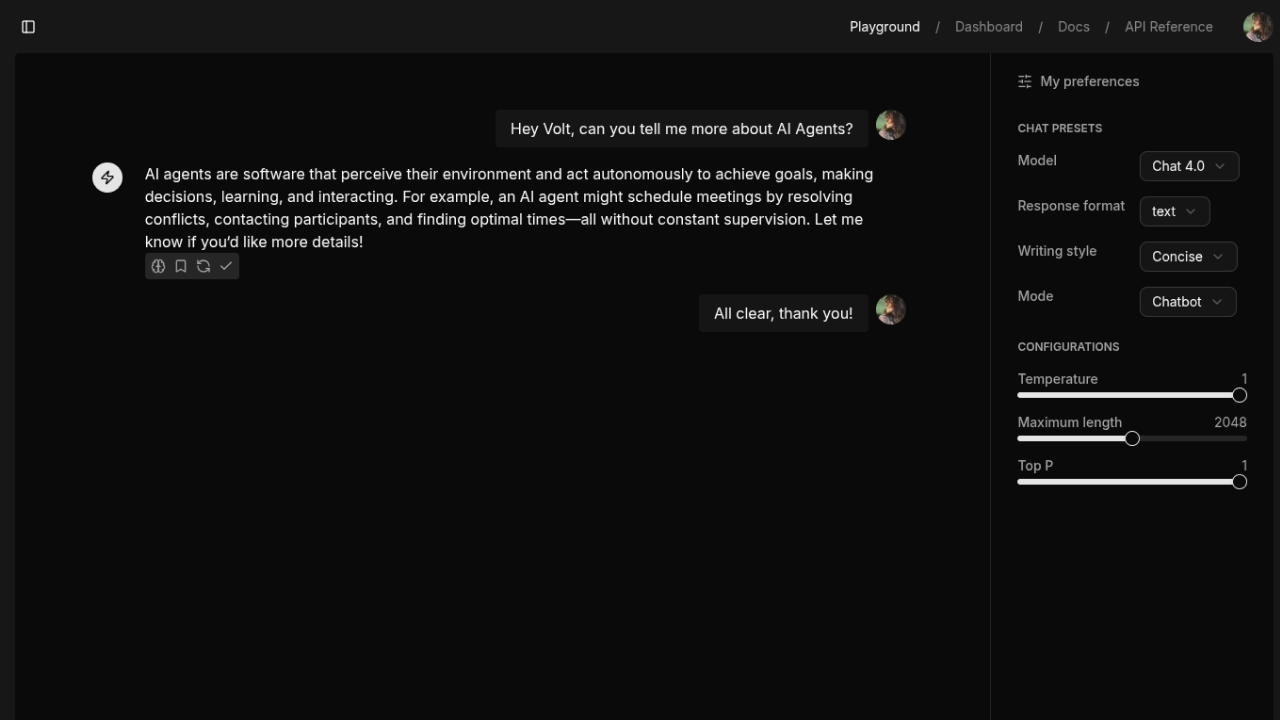 Playground / Dashboard / Docs / API Reference
Hey Volt, can you tell me more about AI Agents?
AI agents are software that perceive their environment and act autonomously to achieve goals, making
decisions, learning, and interacting. For example, an AI agent might schedule meetings by resolving
conflicts, contacting participants, and finding optimal times—all without constant supervision. Let me
know if you’d like more details!
All clear, thank you!
My preferences
CHAT PRESETS
Model Chat 4.0
Response format text
Writing style Concise
Mode Chatbot
CONFIGURATIONS
Temperature 1
Maximum length 2048
Top P 1